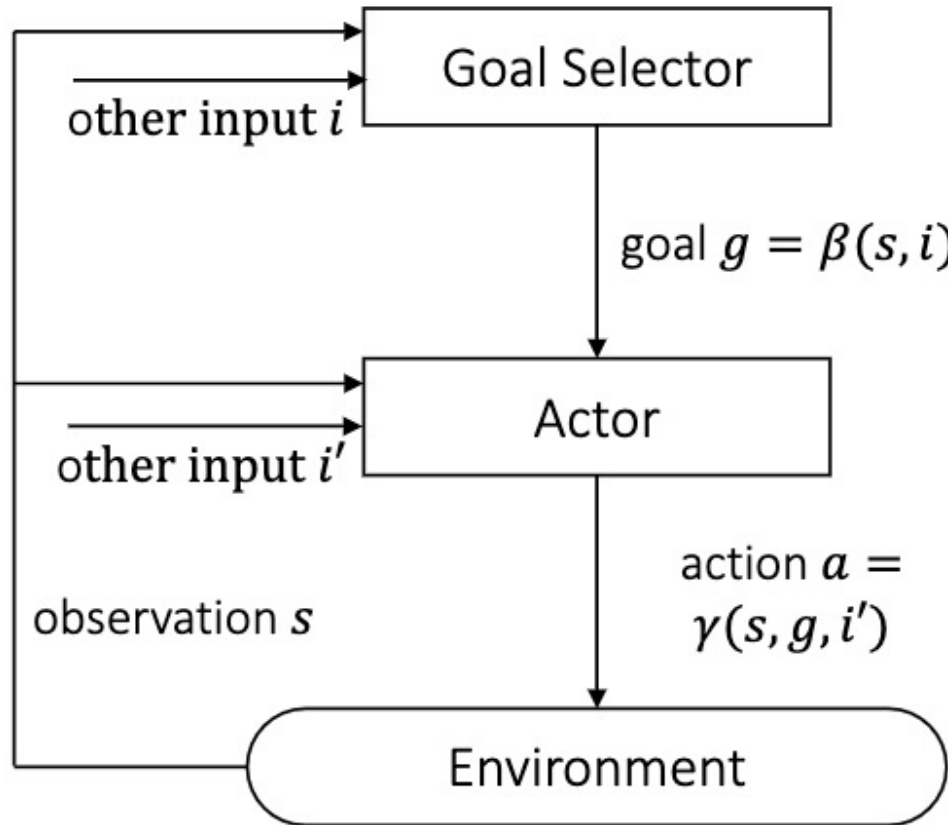 Goal Selector
other input i
goal g = β(s, i)
Actor
other input i′
action a =
γ(s, g, i′)
observation s
Environment